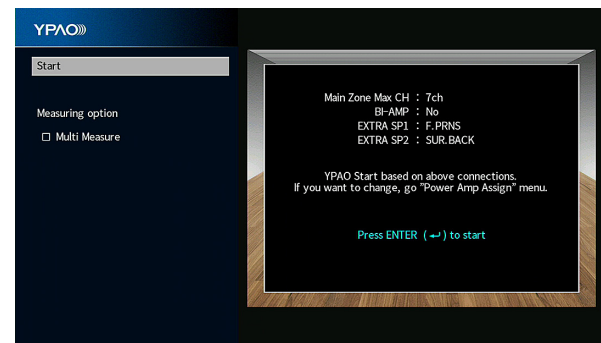 YPAO
Start
Measuring option
Multi Measure
Main Zone Max CH : 7ch
BI-AMP : No
EXTRA SP1 : F.PRNS
EXTRA SP2 : SUR.BACK
YPAO Start based on above connections.
If you want to change, go "Power Amp Assign" menu.
Press ENTER (↵) to start